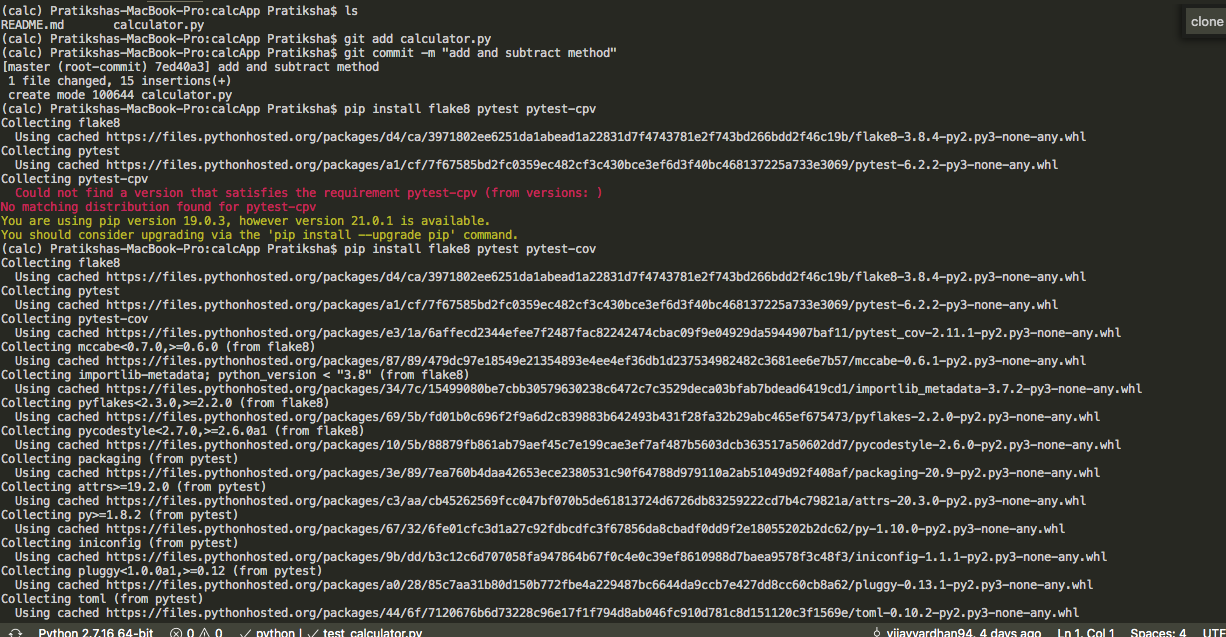 (calc) Pratikshas-MacBook-Pro:calcApp Pratiksha$ ls
README.md calculator.py
(calc) Pratikshas-MacBook-Pro:calcApp Pratiksha$ git add calculator.py
(calc) Pratikshas-MacBook-Pro:calcApp Pratiksha$ git commit -m "add and subtract method"
[master (root-commit) 7ed40a3] add and subtract method
1 file changed, 15 insertions(+)
create mode 100644 calculator.py
(calc) Pratikshas-MacBook-Pro:calcApp Pratiksha$ pip install flake8 pytest pytest-cpv
Collecting flake8
Using cached https://files.pythonhosted.org/packages/d4/ca/3971802ee6251da1abead1a22831d7f4743781e2f743bd266bdd2f46c19b/flake8-3.8.4-py2.py3-none-any.whl
Collecting pytest
Using cached https://files.pythonhosted.org/packages/a1/cf/7f67585bd2fc0359ec482cf3c430bce3ef6d3f40bc468137225a733e3069/pytest-6.2.2-py3-none-any.whl
Collecting pytest-cpv
Could not find a version that satisfies the requirement pytest-cpv (from versions: )
No matching distribution found for pytest-cpv
You are using pip version 19.0.3, however version 21.0.1 is available.
You should consider upgrading via the 'pip install --upgrade pip' command.
(calc) Pratikshas-MacBook-Pro:calcApp Pratiksha$ pip install flake8 pytest pytest-cov
Collecting flake8
Using cached https://files.pythonhosted.org/packages/d4/ca/3971802ee6251da1abead1a22831d7f4743781e2f743bd266bdd2f46c19b/flake8-3.8.4-py2.py3-none-any.whl
Collecting pytest
Using cached https://files.pythonhosted.org/packages/a1/cf/7f67585bd2fc0359ec482cf3c430bce3ef6d3f40bc468137225a733e3069/pytest-6.2.2-py3-none-any.whl
Collecting pytest-cov
Using cached https://files.pythonhosted.org/packages/e3/1a/6affecd2344efee7f2487fac82242474cbac09f9e04929da5944907baf11/pytest_cov-2.11.1-py2.py3-none-any.whl
Collecting mccabe<0.7.0,>=0.6.0 (from flake8)
Using cached https://files.pythonhosted.org/packages/87/89/479dc97e18549e21354893e4ee4ef36db1d237534982482c3681ee6e7b57/mccabe-0.6.1-py2.py3-none-any.whl
Collecting importlib-metadata; python_version < "3.8" (from flake8)
Using cached https://files.pythonhosted.org/packages/34/7c/15499080be7cbb30579630238c6472c7c3529deca03bfab7bdead6419cd1/importlib_metadata-3.7.2-py3-none-any.whl
Collecting pyflakes<2.3.0,>=2.2.0 (from flake8)
Using cached https://files.pythonhosted.org/packages/69/5b/fd01b0c696f2f9a6d2c839883b642493b431f28fa32b29abc465ef675473/pyflakes-2.2.0-py2.py3-none-any.whl
Collecting pycodestyle<2.7.0,>=2.6.0a1 (from flake8)
Using cached https://files.pythonhosted.org/packages/10/5b/88879fb861ab79aef45c7e199cae3ef7af487b5603dcb363517a50602dd7/pycodestyle-2.6.0-py2.py3-none-any.whl
Collecting packaging (from pytest)
Using cached https://files.pythonhosted.org/packages/3e/89/7ea760b4daa42653ece2380531c90f64788d979110a2ab51049d92f408af/packaging-20.9-py2.py3-none-any.whl
Collecting attrs>=19.2.0 (from pytest)
Using cached https://files.pythonhosted.org/packages/c3/aa/cb45262569fcc047bf070b5de61813724d6726db83259222cd7b4c79821a/attrs-20.3.0-py2.py3-none-any.whl
Collecting py>=1.8.2 (from pytest)
Using cached https://files.pythonhosted.org/packages/67/32/6fe01cfc3d1a27c92fdbcdfc3f67856da8cbadf0dd9f2e18055202b2dc62/py-1.10.0-py2.py3-none-any.whl
Collecting iniconfig (from pytest)
Using cached https://files.pythonhosted.org/packages/9b/dd/b3c12c6d707058fa947864b67f0c4e0c39ef8610988d7baea9578f3c48f3/iniconfig-1.1.1-py2.py3-none-any.whl
Collecting pluggy<1.0.0a1,>=0.12 (from pytest)
Using cached https://files.pythonhosted.org/packages/a0/28/85c7aa31b80d150b772fbe4a229487bc6644da9ccb7e427dd8cc60cb8a62/pluggy-0.13.1-py2.py3-none-any.whl
Collecting toml (from pytest)
Using cached https://files.pythonhosted.org/packages/44/6f/7120676b6d73228c96e17f1f794d8ab046fc910d781c8d151120c3f1569e/toml-0.10.2-py2.py3-none-any.whl
clone
Python 2.7.16 64-bit 0 0 python | test_calculator.py vijayvardhan94, 4 days ago Ln 1, Col 1 Spaces: 4 UTF